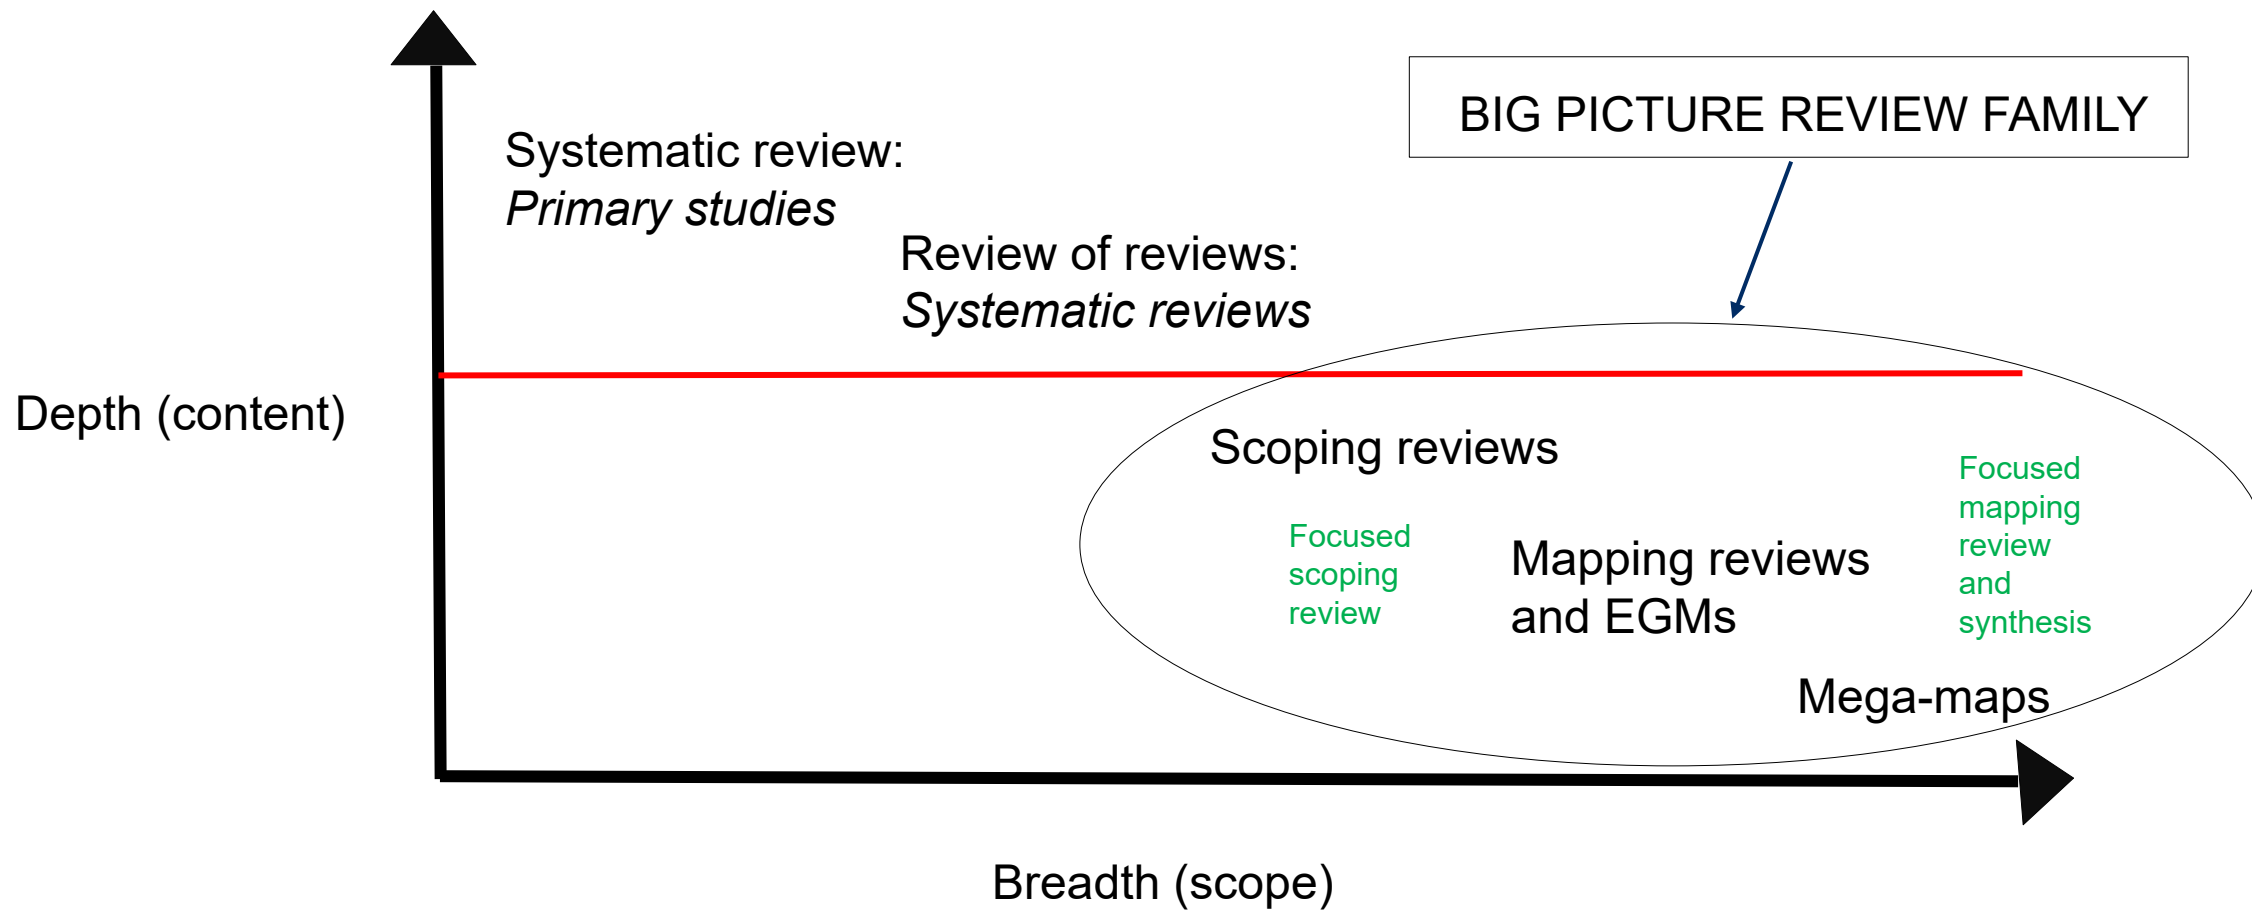 BIG PICTURE REVIEW FAMILY
Systematic review:
Primary studies
Review of reviews:
Systematic reviews
Depth (content)
Scoping reviews
Focused
scoping
review
Mapping reviews
and EGMs
Focused
mapping
review
and
synthesis
Mega-maps
Breadth (scope)